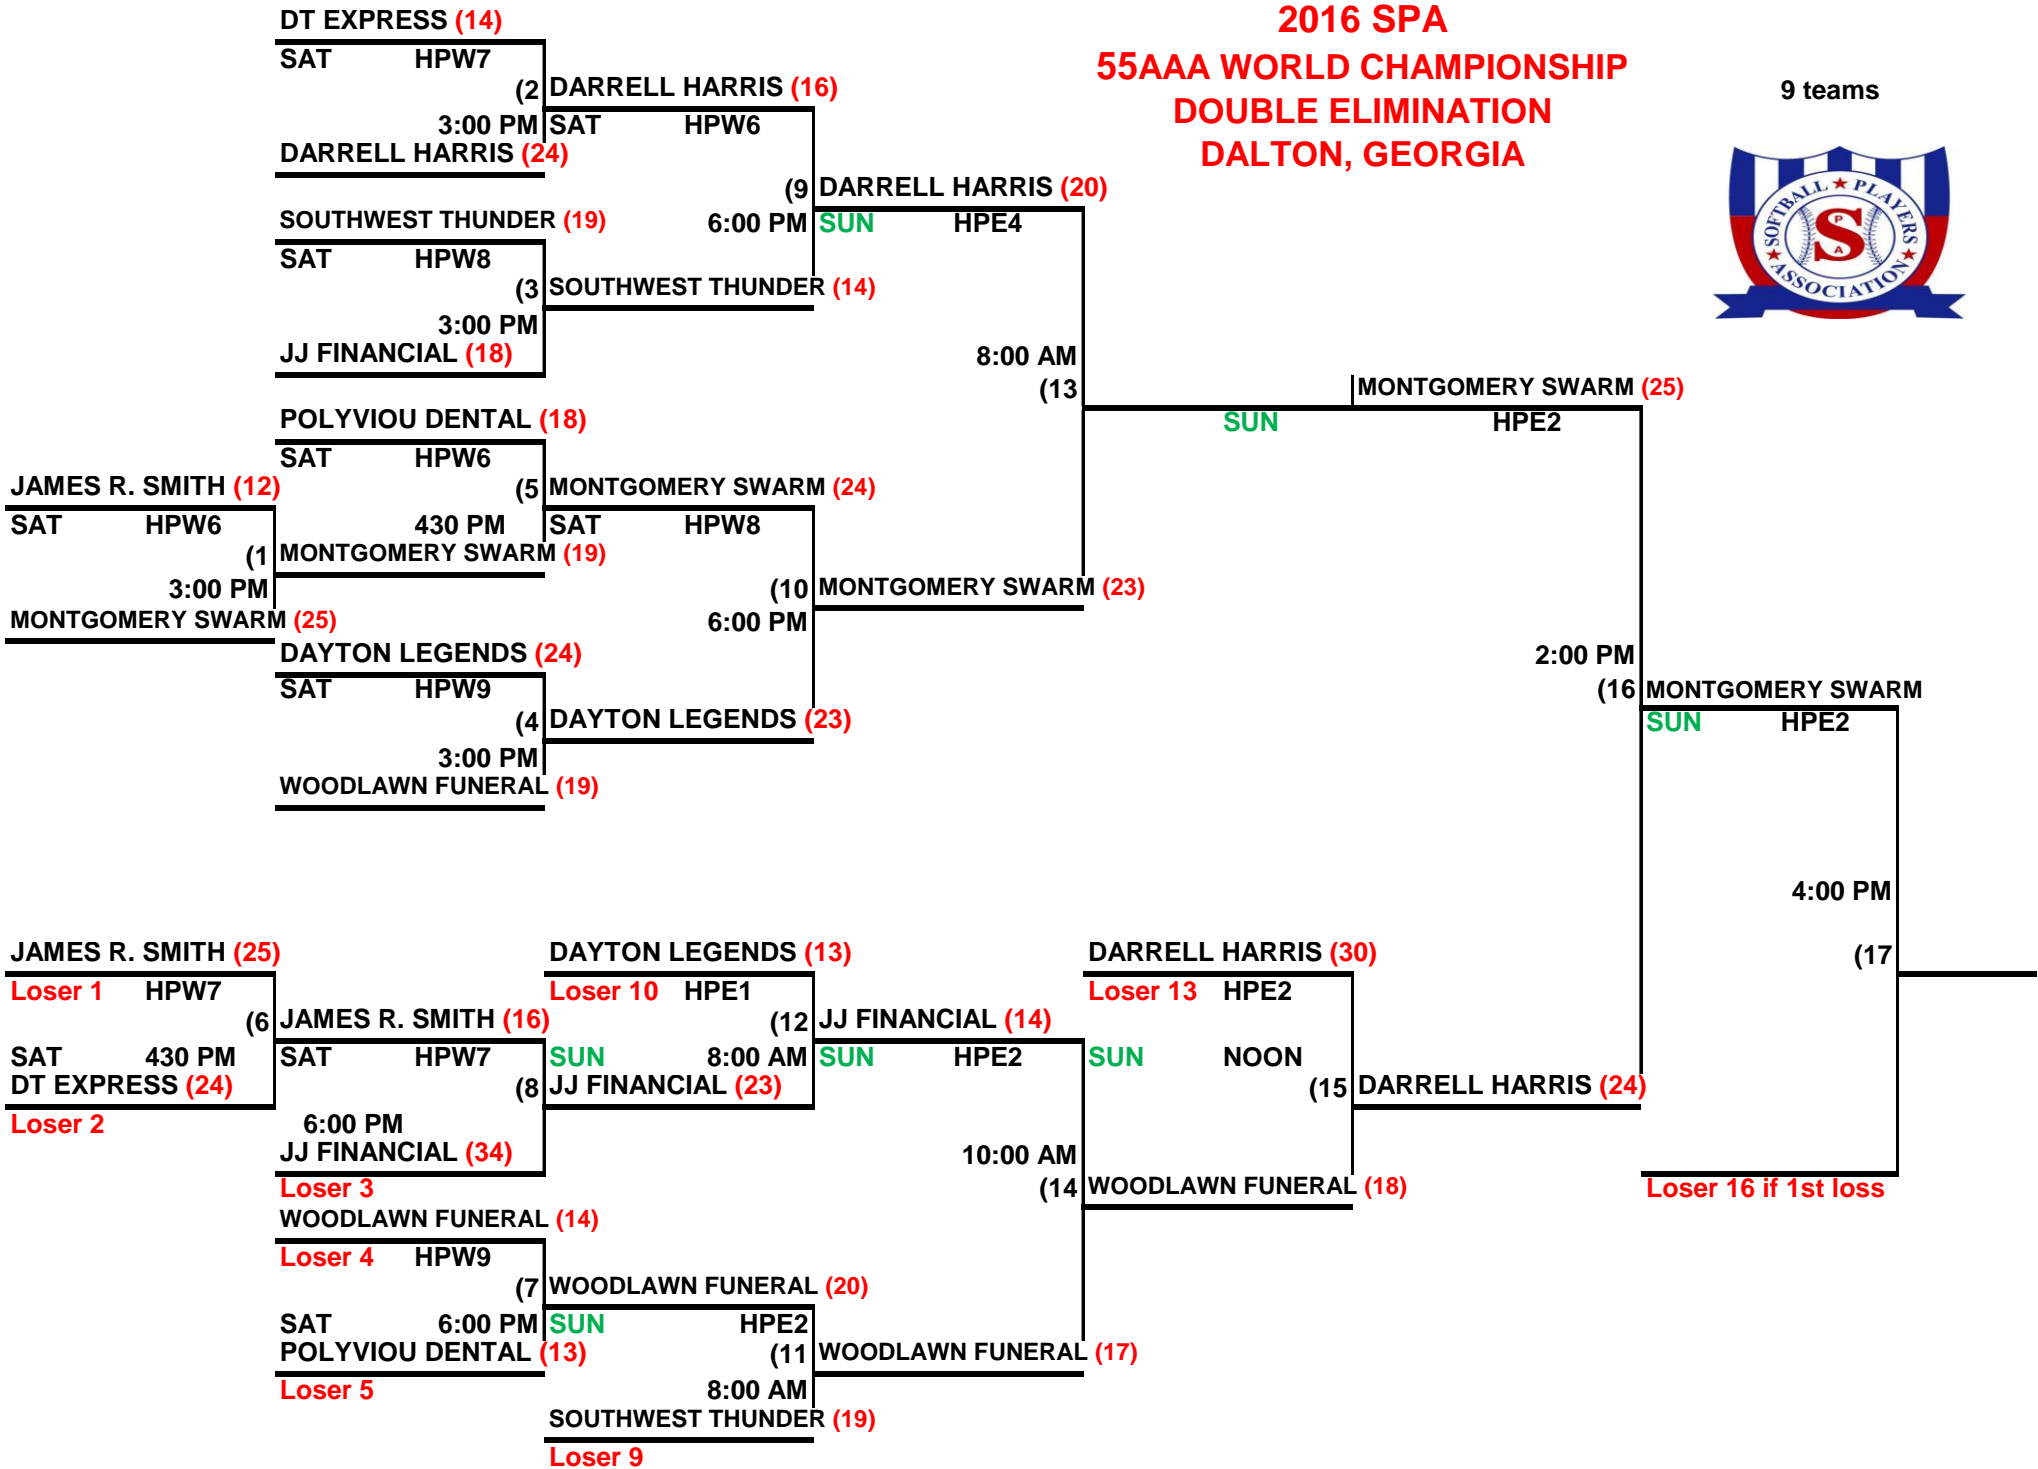 2016 SPA
55AAA WORLD CHAMPIONSHIP
DOUBLE ELIMINATION
DALTON, GEORGIA
9 teams
SOFTBALL ★ PLAYERS
★ ASSOCIATION ★
P
S
A
DT EXPRESS (14)
SAT HPW7
(2
3:00 PM
DARRELL HARRIS (24)
DARRELL HARRIS (16)
SAT HPW6
(9
6:00 PM
SOUTHWEST THUNDER (19)
SAT HPW8
(3
3:00 PM
JJ FINANCIAL (18)
SOUTHWEST THUNDER (14)
DARRELL HARRIS (20)
SUN HPE4
8:00 AM
(13
POLYVIOU DENTAL (18)
SAT HPW6
(5
430 PM
JAMES R. SMITH (12)
SAT HPW6
(1
3:00 PM
MONTGOMERY SWARM (25)
MONTGOMERY SWARM (19)
MONTGOMERY SWARM (24)
SAT HPW8
(10
6:00 PM
MONTGOMERY SWARM (23)
DAYTON LEGENDS (24)
SAT HPW9
(4
3:00 PM
WOODLAWN FUNERAL (19)
DAYTON LEGENDS (23)
MONTGOMERY SWARM (25)
SUN HPE2
2:00 PM
(16
MONTGOMERY SWARM
SUN HPE2
4:00 PM
(17
JAMES R. SMITH (25)
Loser 1 HPW7
(6
SAT 430 PM
DT EXPRESS (24)
Loser 2
JAMES R. SMITH (16)
SAT HPW7
(8
6:00 PM
JJ FINANCIAL (34)
Loser 3
WOODLAWN FUNERAL (14)
Loser 4 HPW9
(7
SAT 6:00 PM
POLYVIOU DENTAL (13)
Loser 5
DAYTON LEGENDS (13)
Loser 10 HPE1
(12
SUN 8:00 AM
JJ FINANCIAL (23)
WOODLAWN FUNERAL (20)
SUN HPE2
(11
8:00 AM
SOUTHWEST THUNDER (19)
Loser 9
JJ FINANCIAL (14)
SUN HPE2
10:00 AM
(14
WOODLAWN FUNERAL (17)
DARRELL HARRIS (30)
Loser 13 HPE2
SUN NOON
(15
WOODLAWN FUNERAL (18)
DARRELL HARRIS (24)
Loser 16 if 1st loss